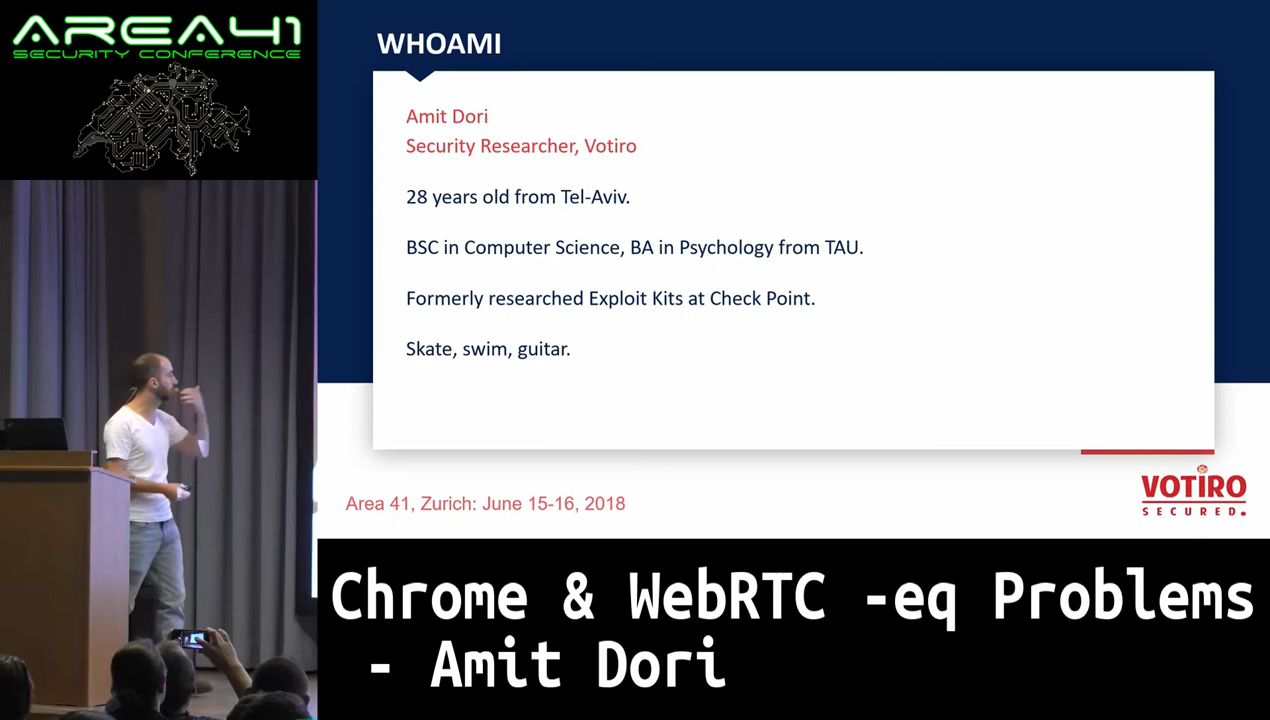 AREA41
SECURITY CONFERENCE
WHOAMI
Amit Dori
Security Researcher, Votiro
28 years old from Tel-Aviv.
BSC in Computer Science, BA in Psychology from TAU.
Formerly researched Exploit Kits at Check Point.
Skate, swim, guitar.
VOTIRO
SECURED.
Area 41, Zurich: June 15-16, 2018
Chrome & WebRTC -eq Problems
- Amit Dori